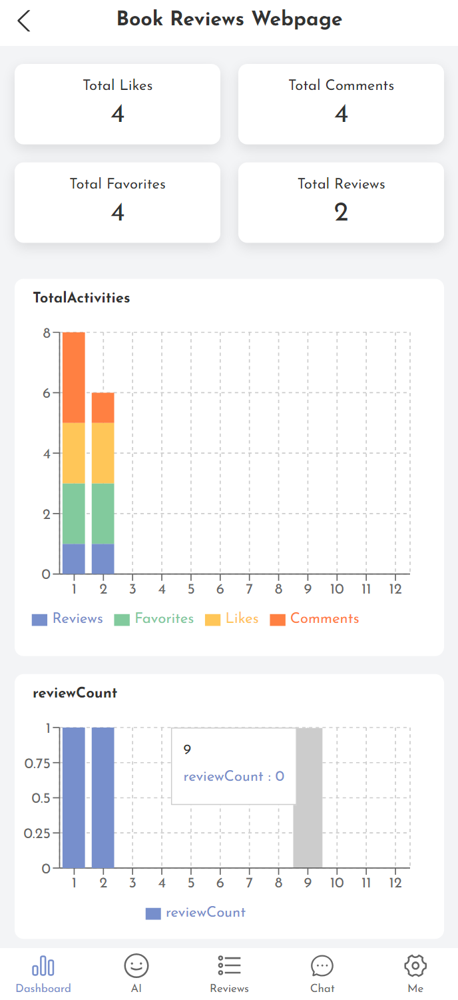 Book Reviews Webpage
Total Likes
4
Total Comments
4
Total Favorites
4
Total Reviews
2
TotalActivities
8
6
4
2
0
1 2 3 4 5 6 7 8 9 10 11 12
Reviews Favorites Likes Comments
reviewCount
1
0.75
0.5
0.25
0
9
reviewCount : 0
1 2 3 4 5 6 7 8 9 10 11 12
reviewCount
Dashboard AI Reviews Chat Me